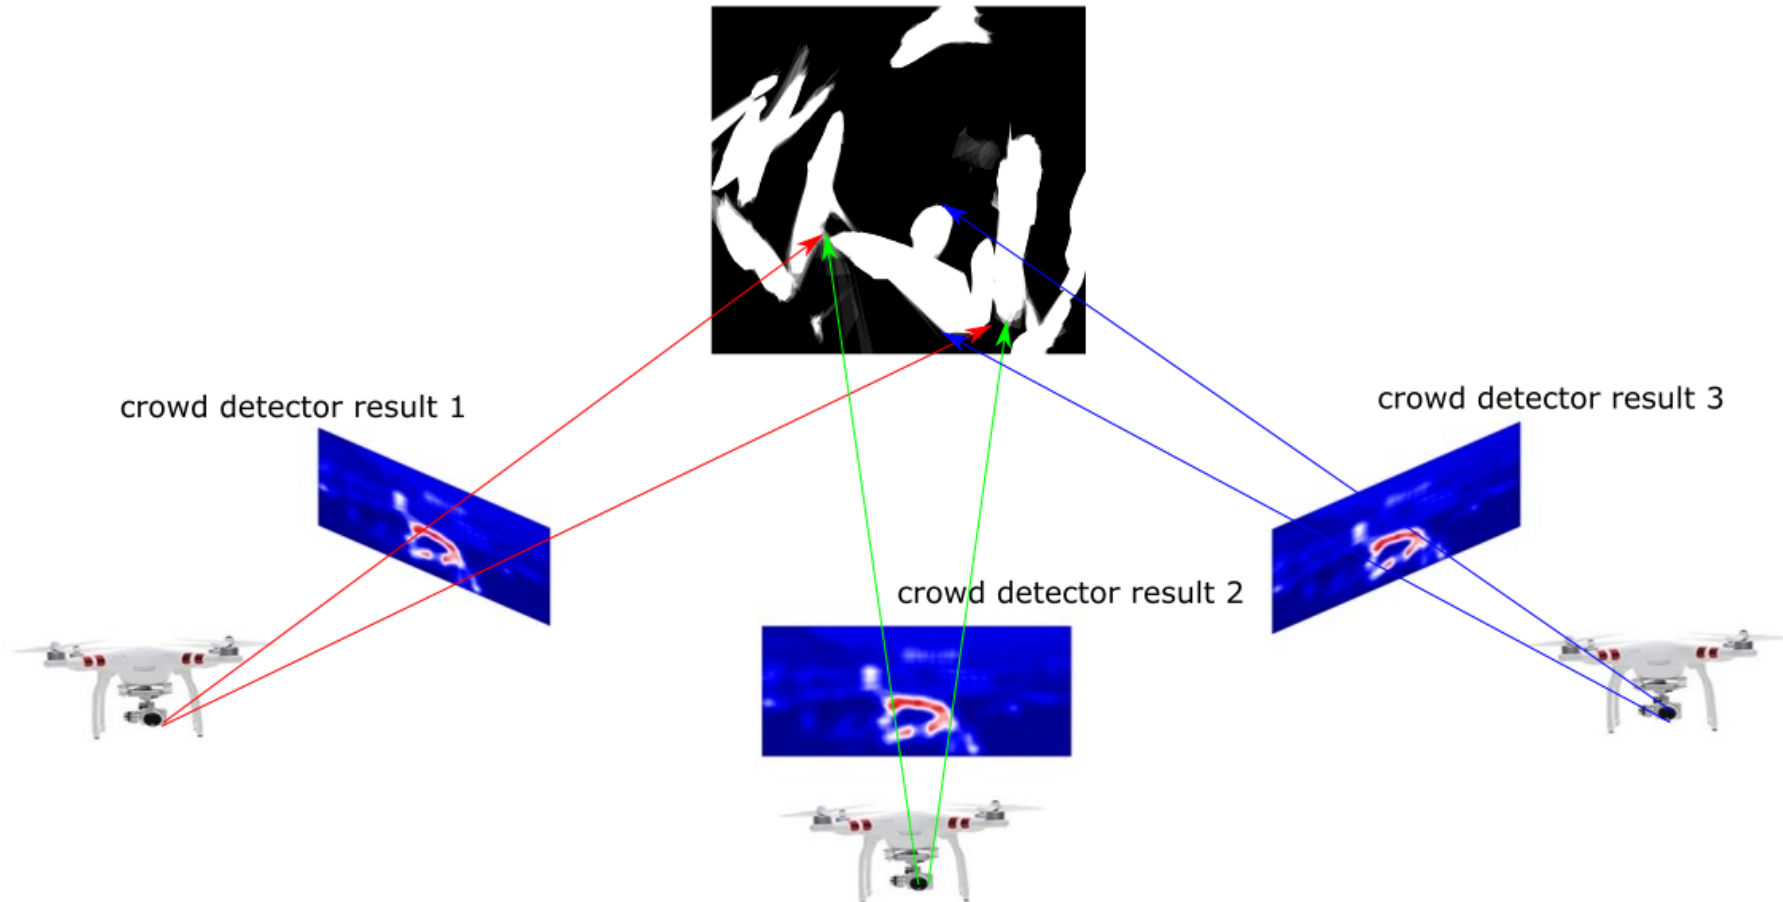 crowd detector result 1
crowd detector result 3
crowd detector result 2